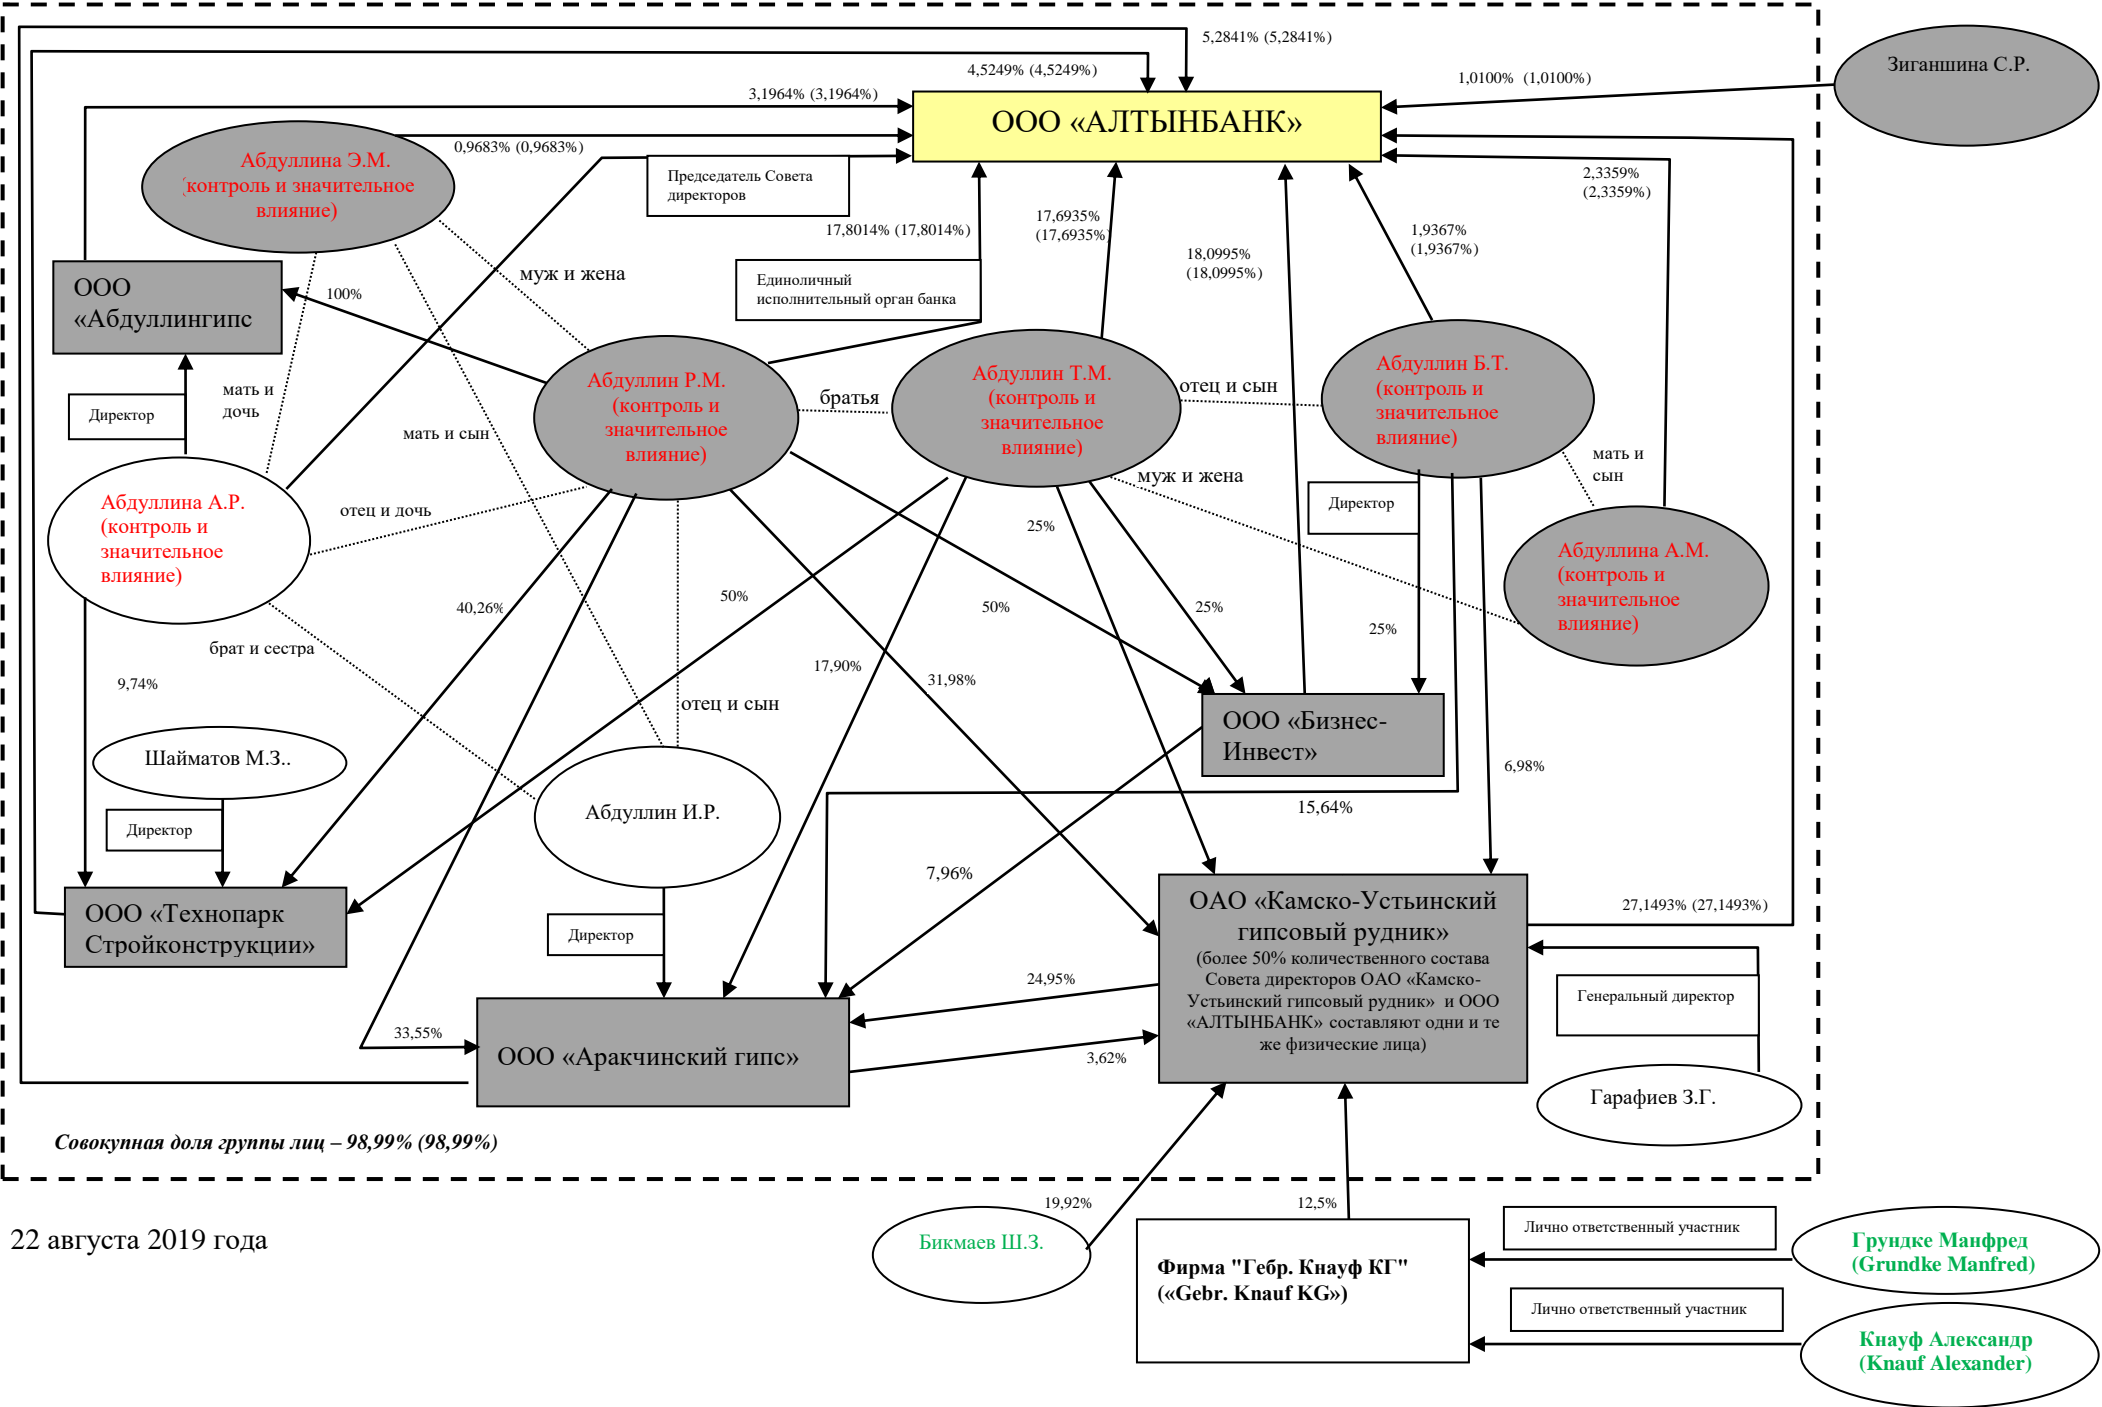 5,2841% (5,2841%)
4,5249% (4,5249%)
3,1964% (3,1964%)
1,0100%  (1,0100%)
Зиганшина С.Р.
ООО «АЛТЫНБАНК»
0,9683% (0,9683%)
Абдуллина Э.М.
(контроль и значительное
влияние)
Председатель Совета
директоров
2,3359%
(2,3359%)
17,8014% (17,8014%)
17,6935%
(17,6935%
18,0995%
(18,0995%)
1,9367%
(1,9367%)
муж и жена
Единоличный
исполнительный орган банка
ООО
«Абдуллингипс
100%
Директор
мать и
дочь
мать и сын
Абдуллин Р.М.
(контроль и
значительное
влияние)
братья
Абдуллин Т.М.
(контроль и
значительное
влияние)
отец и сын
Абдуллин Б.Т.
(контроль и
значительное
влияние)
мать и
сын
муж и жена
Директор
Абдуллина А.Р.
(контроль и
значительное
влияние)
отец и дочь
25%
Абдуллина А.М.
(контроль и
значительное
влияние)
40,26%
50%
50%
25%
25%
брат и сестра
9,74%
17,90%
31,98%
отец и сын
ООО «Бизнес-
Инвест»
Шайматов М.З..
6,98%
Директор
Абдуллин И.Р.
15,64%
7,96%
ООО «Технопарк
Стройконструкции»
Директор
ОАО «Камско-Устьинский
гипсовый рудник»
(более 50% количественного состава
Совета директоров ОАО «Камско-
Устьинский гипсовый рудник»  и ООО
«АЛТЫНБАНК» составляют одни и те
же физические лица)
27,1493% (27,1493%)
24,95%
Генеральный директор
33,55%
ООО «Аракчинский гипс»
3,62%
Гарафиев З.Г.
Совокупная доля группы лиц – 98,99% (98,99%)
19,92%
12,5%
22 августа 2019 года
Бикмаев Ш.З.
Фирма "Гебр. Кнауф КГ"
(«Gebr. Knauf KG»)
Лично ответственный участник
Грундке Манфред
(Grundke Manfred)
Лично ответственный участник
Кнауф Александр
(Knauf Alexander)